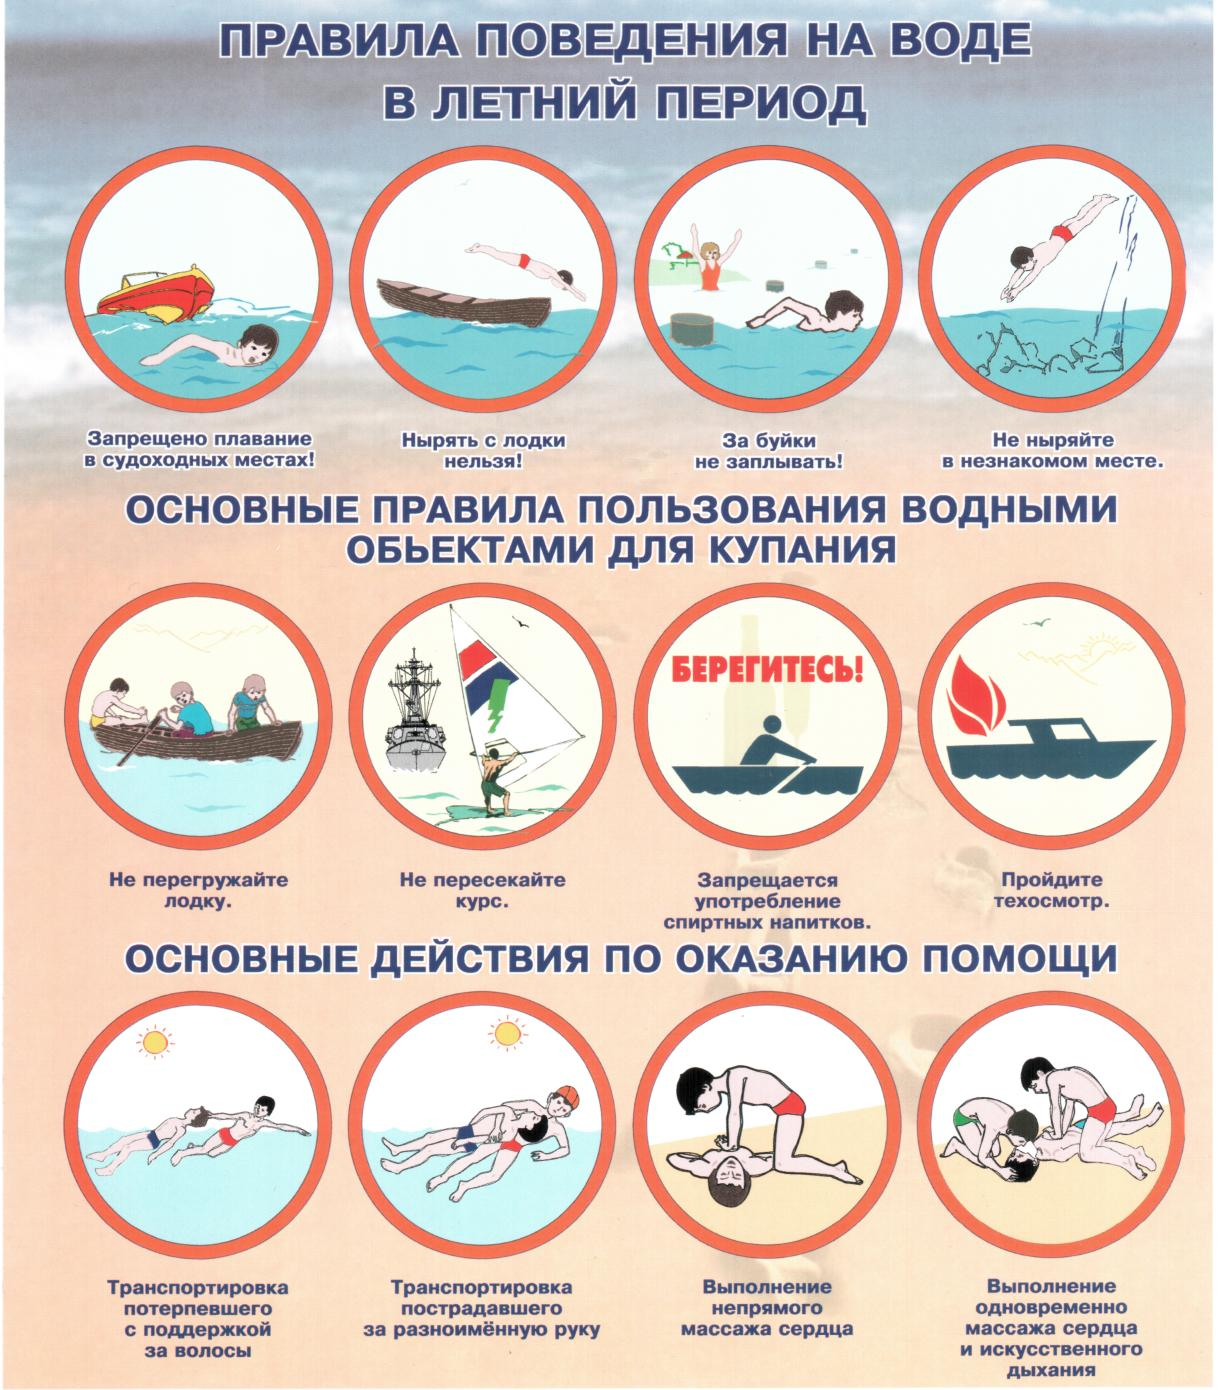 ПРАВИЛА ПОВЕДЕНИЯ НА ВОДЕ
В ЛЕТНИЙ ПЕРИОД
Запрещено плавание
в судоходных местах!
Нырять с лодки
нельзя!
За буйки
не заплывать!
Не ныряйте
в незнакомом месте.
ОСНОВНЫЕ ПРАВИЛА ПОЛЬЗОВАНИЯ ВОДНЫМИ
ОБЬЕКТАМИ ДЛЯ КУПАНИЯ
БЕРЕГИТЕСЬ!
Не перегружайте
лодку.
Не пересекайте
курс.
Запрещается
употребление
спиртных напитков.
Пройдите
техосмотр.
ОСНОВНЫЕ ДЕЙСТВИЯ ПО ОКАЗАНИЮ ПОМОЩИ
Транспортировка
потерпевшего
с поддержкой
за волосы
Транспортировка
пострадавшего
за разноимённую руку
Выполнение
непрямого
массажа сердца
Выполнение
одновременно
массажа сердца
и искусственного
дыхания